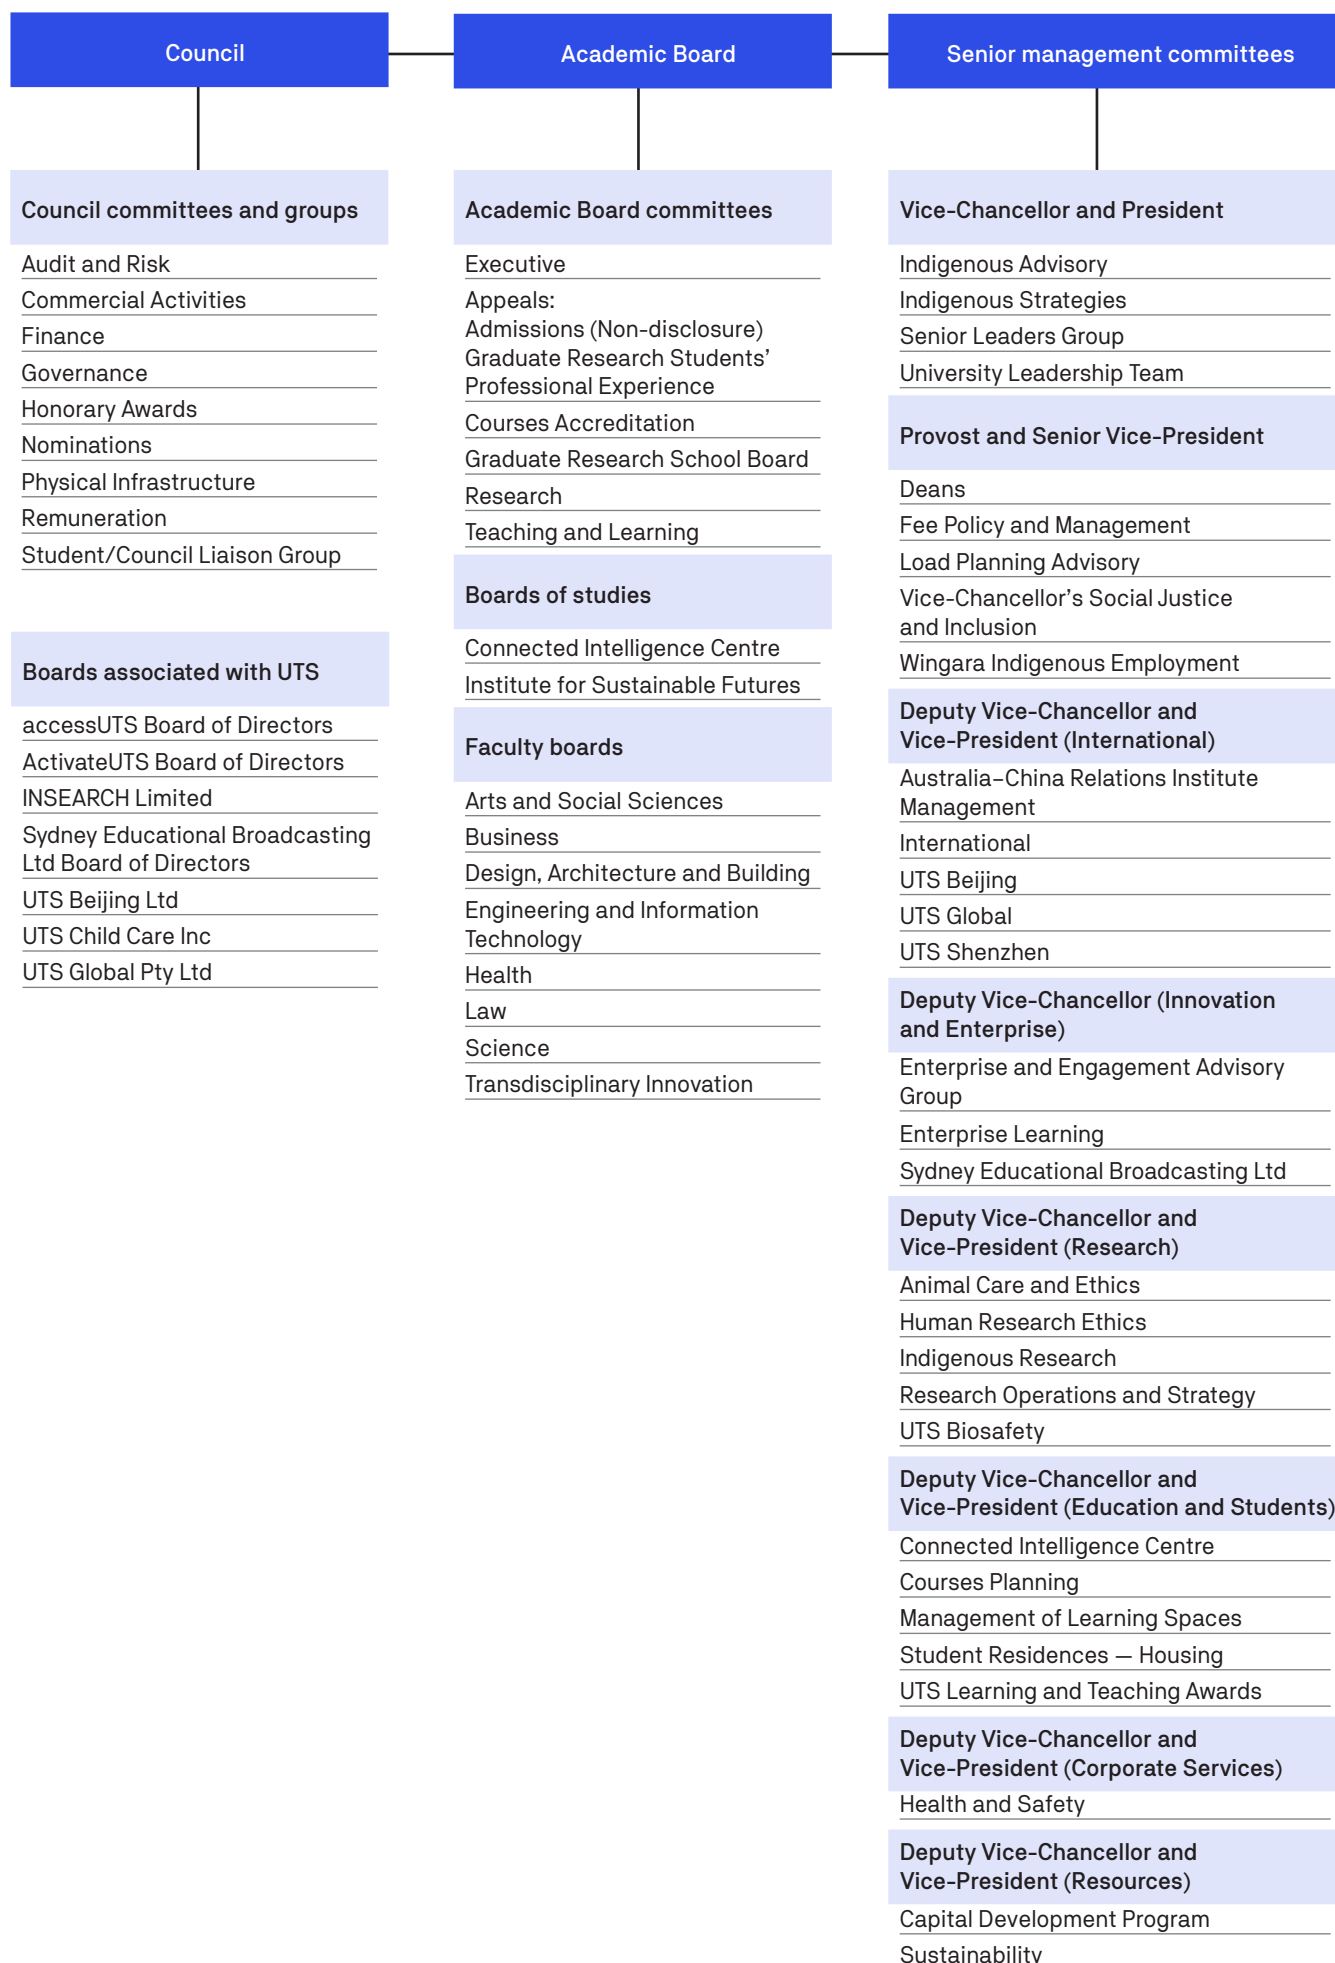 Council
Academic Board
Senior management committees
Council committees and groups
Audit and Risk
Commercial Activities
Finance
Governance
Honorary Awards
Nominations
Physical Infrastructure
Remuneration
Student/Council Liaison Group
Boards associated with UTS
accessUTS Board of Directors
ActivateUTS Board of Directors
INSEARCH Limited
Sydney Educational Broadcasting
Ltd Board of Directors
UTS Beijing Ltd
UTS Child Care Inc
UTS Global Pty Ltd
Academic Board committees
Executive
Appeals:
Admissions (Non-disclosure)
Graduate Research Students’
Professional Experience
Courses Accreditation
Graduate Research School Board
Research
Teaching and Learning
Boards of studies
Connected Intelligence Centre
Institute for Sustainable Futures
Faculty boards
Arts and Social Sciences
Business
Design, Architecture and Building
Engineering and Information
Technology
Health
Law
Science
Transdisciplinary Innovation
Vice-Chancellor and President
Indigenous Advisory
Indigenous Strategies
Senior Leaders Group
University Leadership Team
Provost and Senior Vice-President
Deans
Fee Policy and Management
Load Planning Advisory
Vice-Chancellor’s Social Justice
and Inclusion
Wingara Indigenous Employment
Deputy Vice-Chancellor and
Vice-President (International)
Australia–China Relations Institute
Management
International
UTS Beijing
UTS Global
UTS Shenzhen
Deputy Vice-Chancellor (Innovation
and Enterprise)
Enterprise and Engagement Advisory
Group
Enterprise Learning
Sydney Educational Broadcasting Ltd
Deputy Vice-Chancellor and
Vice-President (Research)
Animal Care and Ethics
Human Research Ethics
Indigenous Research
Research Operations and Strategy
UTS Biosafety
Deputy Vice-Chancellor and
Vice-President (Education and Students)
Connected Intelligence Centre
Courses Planning
Management of Learning Spaces
Student Residences — Housing
UTS Learning and Teaching Awards
Deputy Vice-Chancellor and
Vice-President (Corporate Services)
Health and Safety
Deputy Vice-Chancellor and
Vice-President (Resources)
Capital Development Program
Sustainability